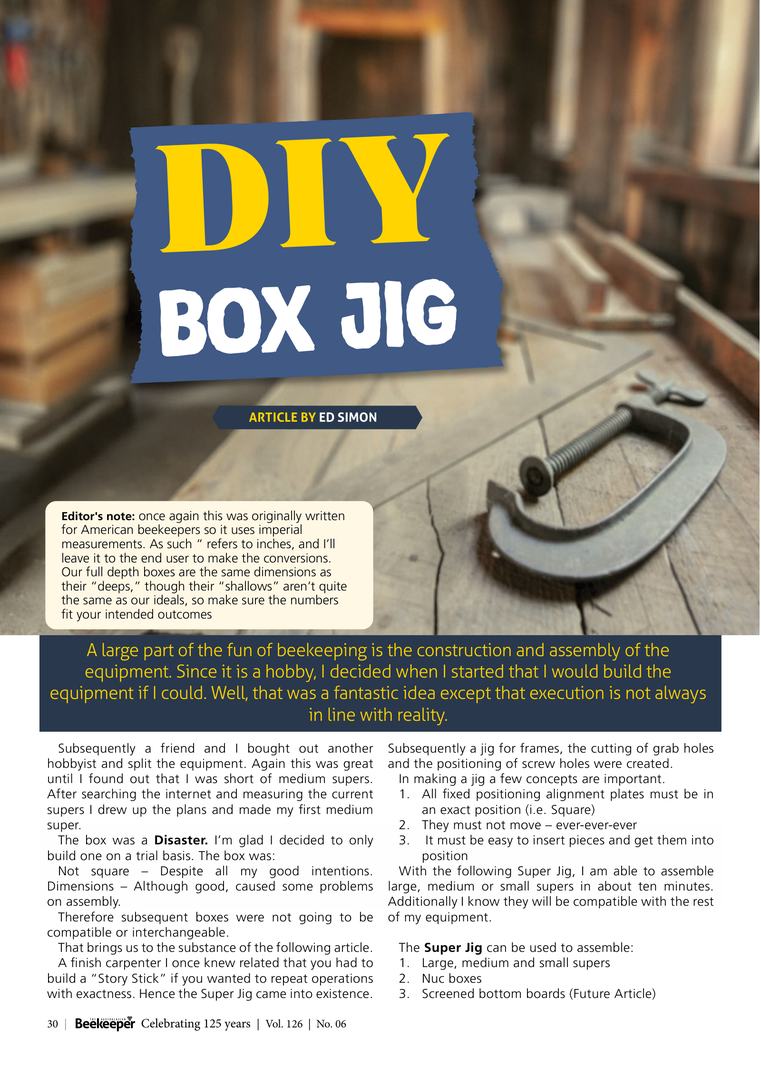 DIY
BOX JIG
ARTICLE BY ED SIMON
Editor's note: once again this was originally written
for American beekeepers so it uses imperial
measurements. As such " refers to inches, and I'll
leave it to the end user to make the conversions.
Our full depth boxes are the same dimensions as
their "deeps," though their "shallows" aren't quite
the same as our ideals, so make sure the numbers
fit your intended outcomes
A large part of the fun of beekeeping is the construction and assembly of the
equipment. Since it is a hobby, I decided when I started that I would build the
equipment if I could. Well, that was a fantastic idea except that execution is not always
in line with reality.
Subsequently a friend and I bought out another
hobbyist and split the equipment. Again this was great
until I found out that I was short of medium supers.
After searching the internet and measuring the current
supers I drew up the plans and made my first medium
super.
The box was a Disaster. I'm glad I decided to only
build one on a trial basis. The box was:
Not square – Despite all my good intentions.
Dimensions – Although good, caused some problems
on assembly.
Therefore subsequent boxes were not going to be
compatible or interchangeable.
That brings us to the substance of the following article.
A finish carpenter I once knew related that you had to
build a "Story Stick" if you wanted to repeat operations
with exactness. Hence the Super Jig came into existence.
Subsequently a jig for frames, the cutting of grab holes
and the positioning of screw holes were created.
In making a jig a few concepts are important.
1. All fixed positioning alignment plates must be in
an exact position (i.e. Square)
2. They must not move – ever-ever-ever
3. It must be easy to insert pieces and get them into
position
With the following Super Jig, I am able to assemble
large, medium or small supers in about ten minutes.
Additionally I know they will be compatible with the rest
of my equipment.
The Super Jig can be used to assemble:
1. Large, medium and small supers
2. Nuc boxes
3. Screened bottom boards (Future Article)
30 | Beekeeper Celebrating 125 years | Vol. 126 | No. 06